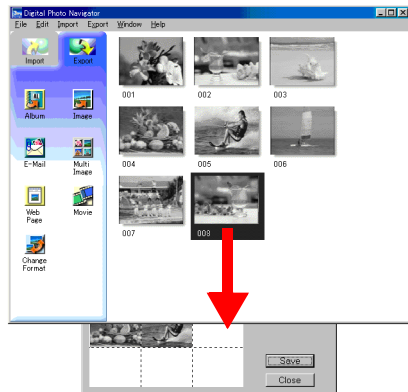 Digital Photo Navigator
File Edit Import Export Window Help
Import Export
001 002 003
Album Image
004 005 006
E-Mail Multi
Image
Web
Page
Movie
007 008
Change
Format
Save
Close